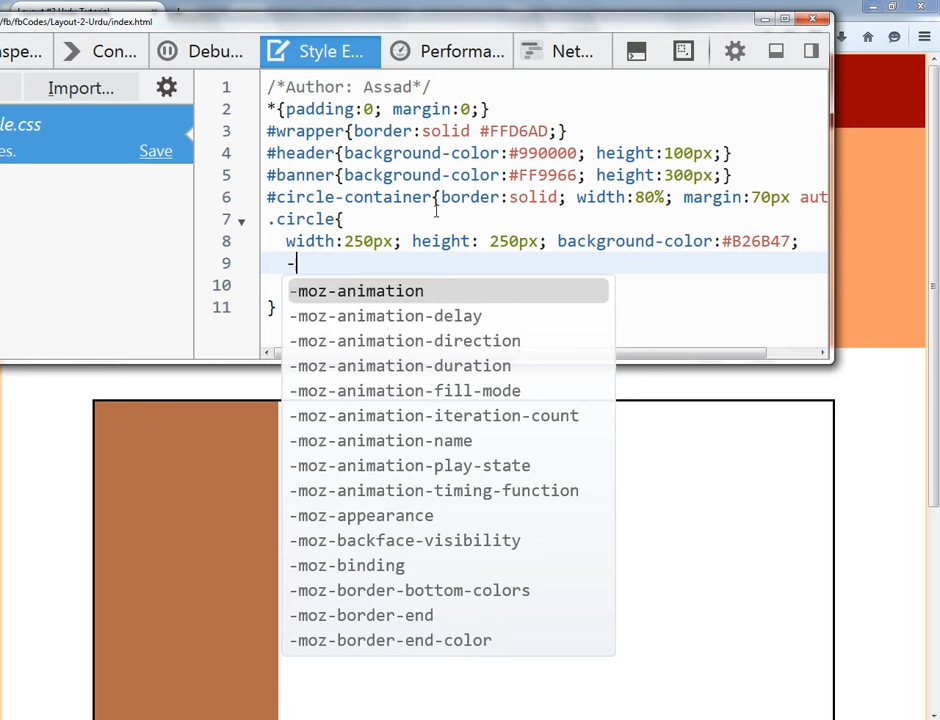 /fb/fbCodes/Layout-2-Urdu/index.html
nspe... Con... Debu... Style E... Performa... Net...
Import...
le.css
es. Save
1 /*Author: Assad*/
2 *{padding:0; margin:0;}
3 #wrapper{border:solid #FFD6AD;}
4 #header{background-color:#990000; height:100px;}
5 #banner{background-color:#FF9966; height:300px;}
6 #circle-container{border:solid; width:80%; margin:70px aut
7 .circle{
8 width:250px; height: 250px; background-color:#B26B47;
9 -
10
11 }
-moz-animation
-moz-animation-delay
-moz-animation-direction
-moz-animation-duration
-moz-animation-fill-mode
-moz-animation-iteration-count
-moz-animation-name
-moz-animation-play-state
-moz-animation-timing-function
-moz-appearance
-moz-backface-visibility
-moz-binding
-moz-border-bottom-colors
-moz-border-end
-moz-border-end-color